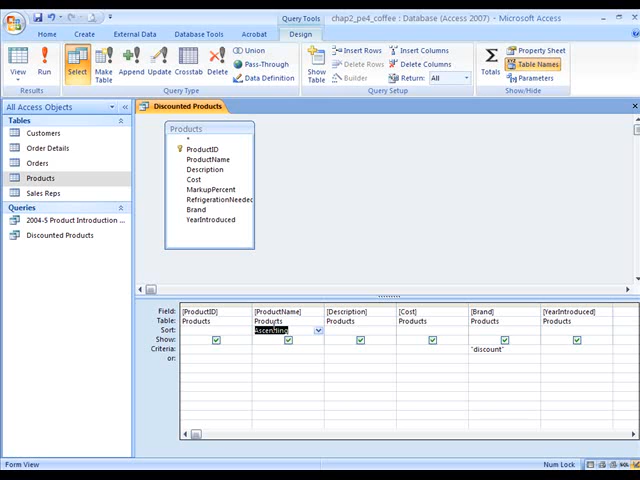 Query Tools
chap2_pe4_coffee : Database (Access 2007) - Microsoft Access
Home
Create
External Data
Database Tools
Acrobat
Design
View
Run
Results
Select
Make Table
Append
Update
Crosstab
Delete
Union
Pass-Through
Data Definition
Query Type
Show Table
Insert Rows
Delete Rows
Builder
Insert Columns
Delete Columns
Return: All
Query Setup
Totals
Property Sheet
Table Names
Parameters
Show/Hide
All Access Objects
Tables
Customers
Order Details
Orders
Products
Sales Reps
Queries
2004-5 Product Introduction ...
Discounted Products
Discounted Products
Products
*
ProductID
ProductName
Description
Cost
MarkupPercent
RefrigerationNeeded
Brand
YearIntroduced
Field: [ProductID] [ProductName] [Description] [Cost] [Brand] [YearIntroduced]
Table: Products Products Products Products Products Products
Sort: Ascending
Show:
Criteria: "discount"
or:
Form View
Num Lock
SQL